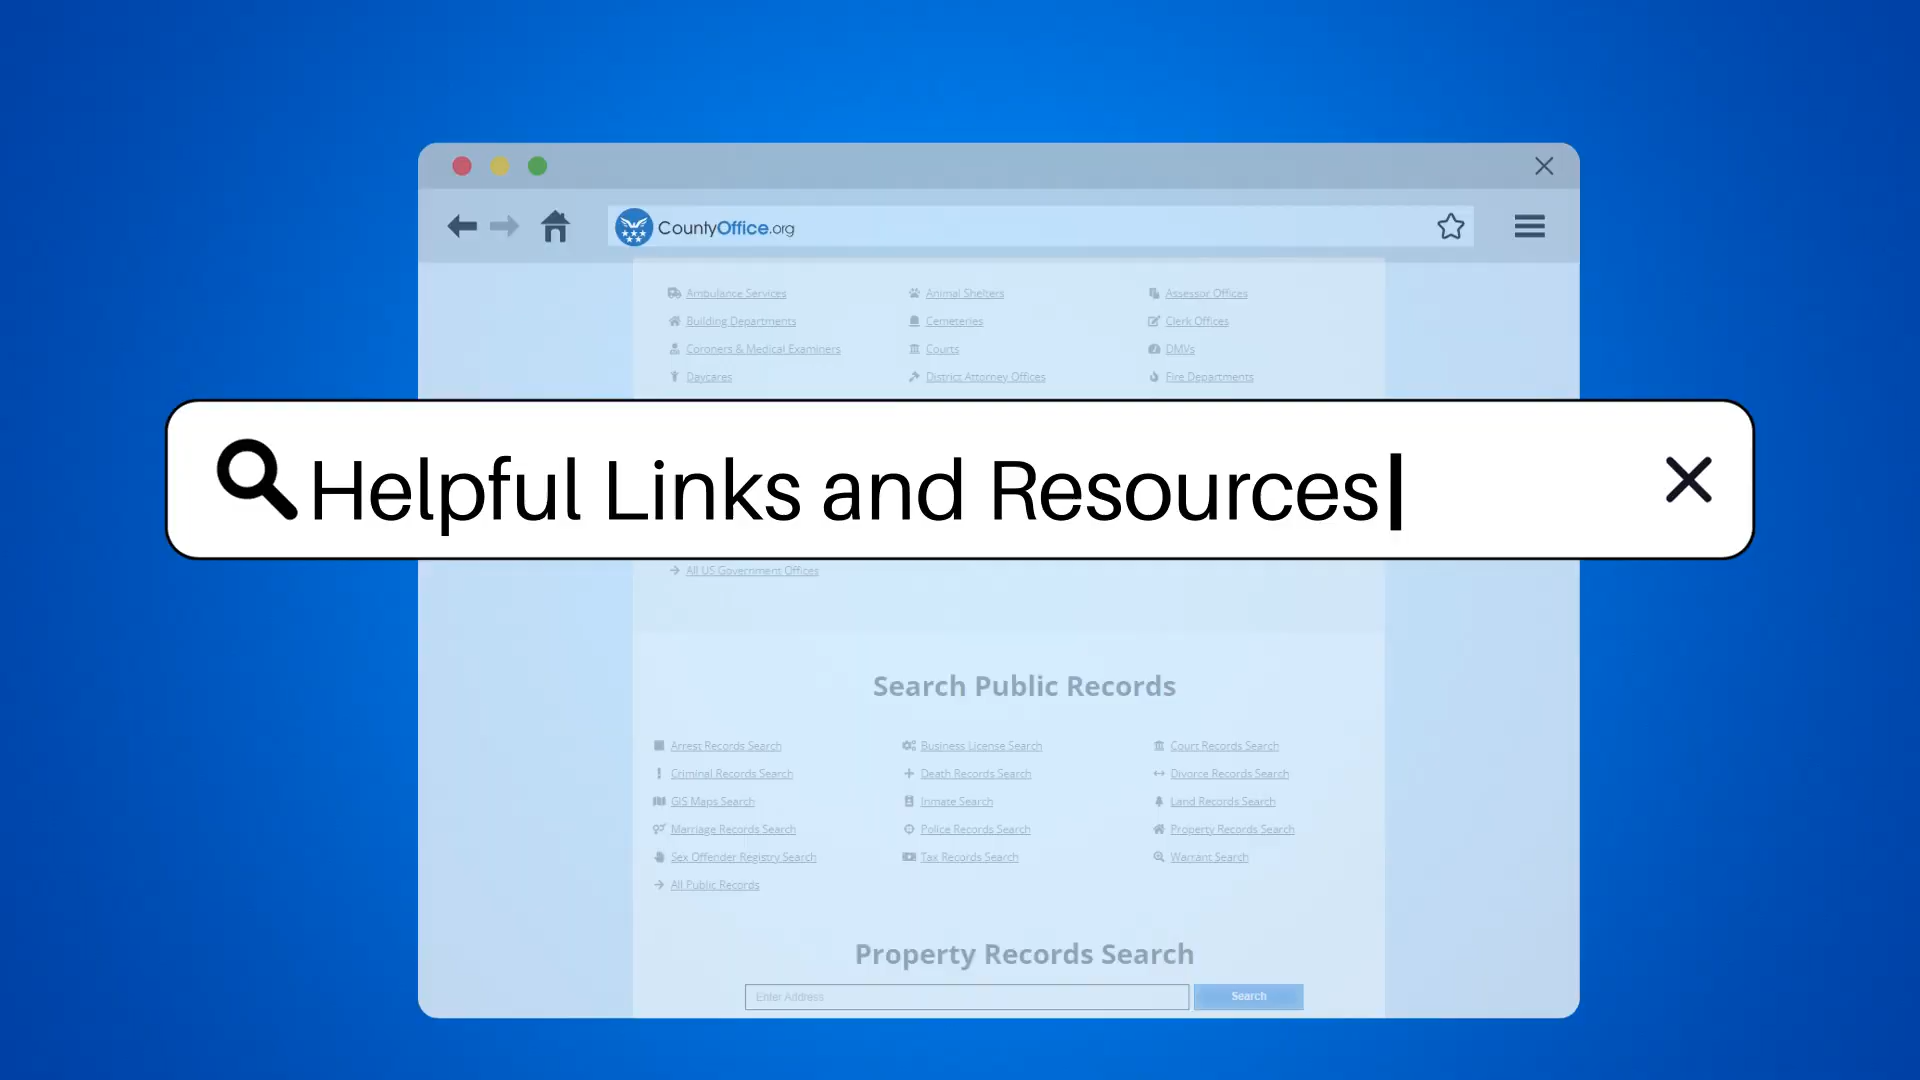 CountyOffice.org
Ambulance Services Animal Shelters Assessor Offices
Building Departments Cemeteries Clerk Offices
Coroners & Medical Examiners Courts DMVs
Daycares District Attorney Offices Fire Departments
Helpful Links and Resources
All US Government Offices
Search Public Records
Arrest Records Search Business License Search Court Records Search
Criminal Records Search Death Records Search Divorce Records Search
GIS Maps Search Inmate Search Land Records Search
Marriage Records Search Police Records Search Property Records Search
Sex Offender Registry Search Tax Records Search Warrant Search
All Public Records
Property Records Search
Enter Address Search